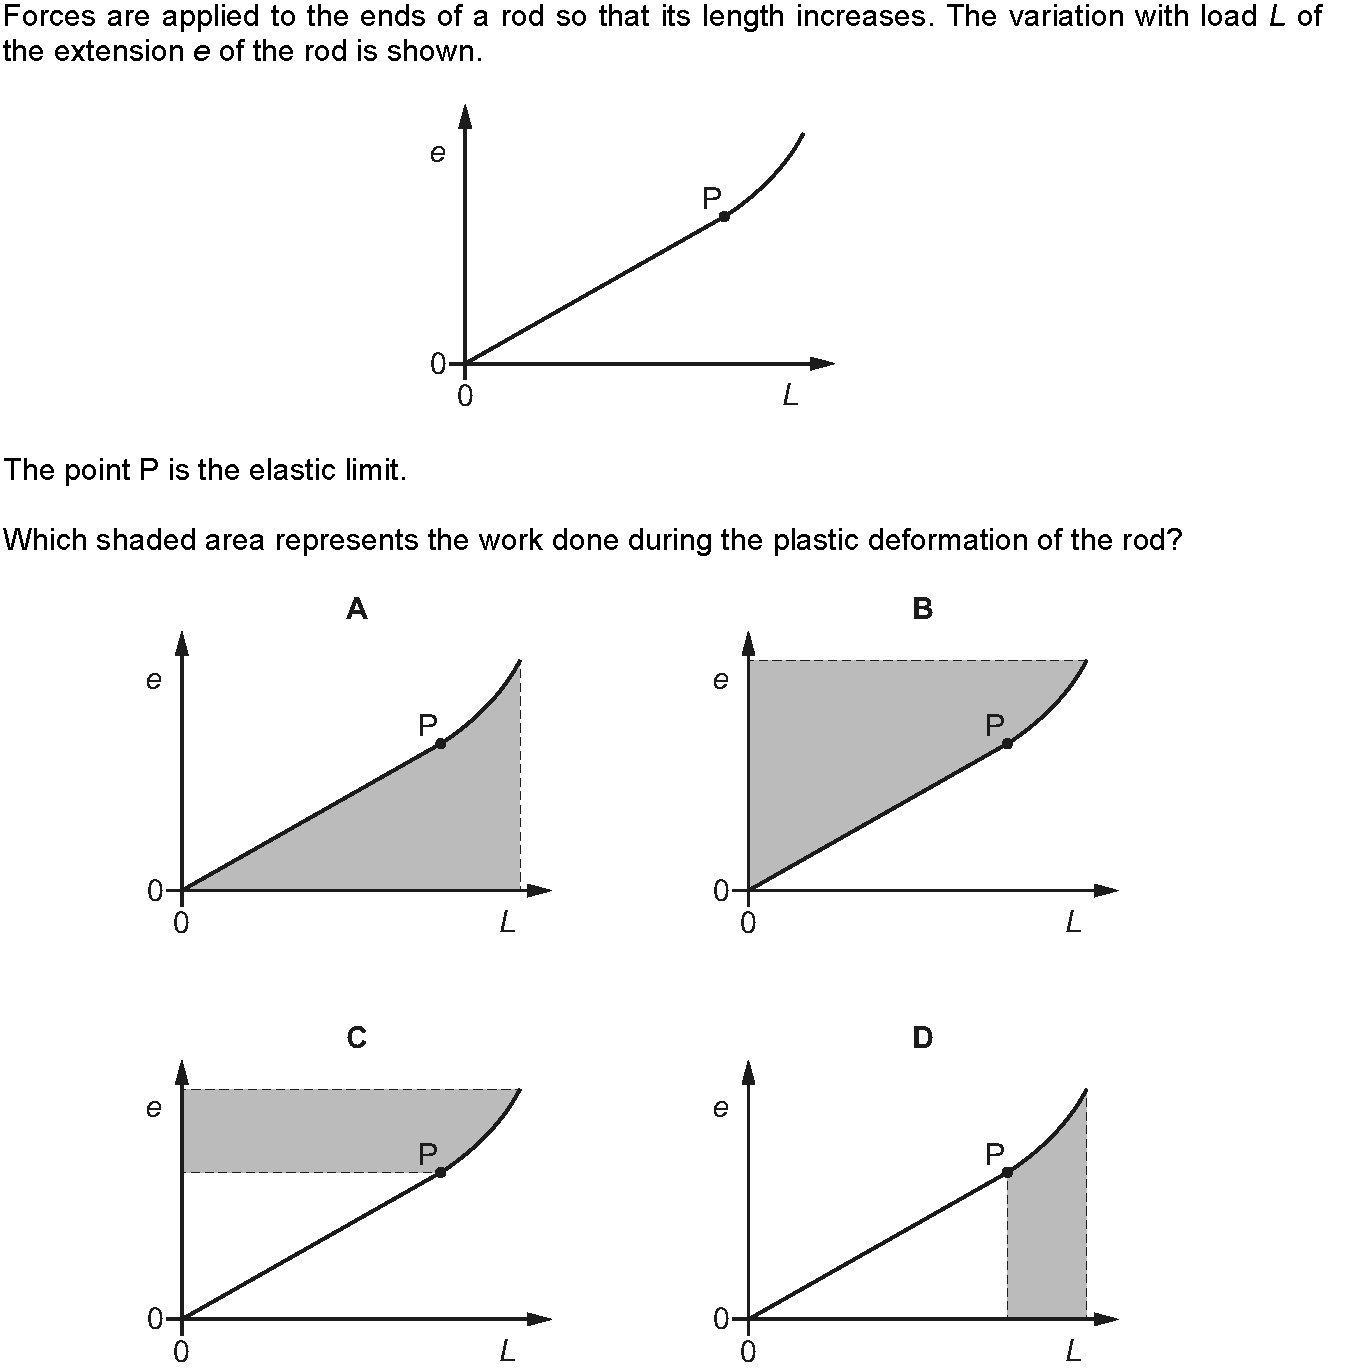 Forces are applied to the ends of a rod so that its length increases. The variation with load L of
the extension e of the rod is shown.
e
P
0
0
L
The point P is the elastic limit.
Which shaded area represents the work done during the plastic deformation of the rod?
A
e
P
0
0
L
B
e
P
0
0
L
C
e
P
0
0
L
D
e
P
0
0
L